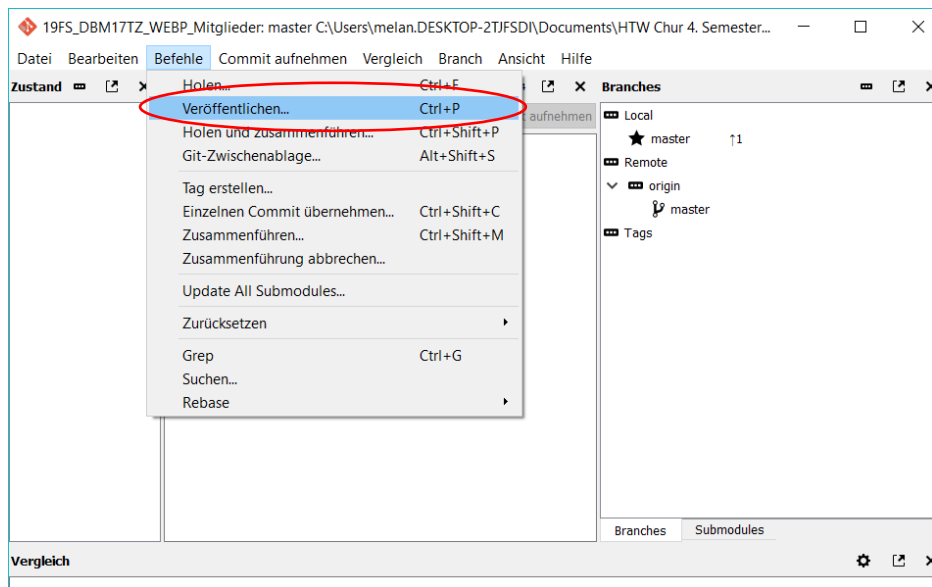 19FS_DBM17TZ_WEBP_Mitglieder: master C:\Users\melan.DESKTOP-2TJFSDI\Documents\HTW Chur 4. Semester...
Datei Bearbeiten Befehle Commit aufnehmen Vergleich Branch Ansicht Hilfe
Zustand
Branches
Holen... Ctrl+F
Veröffentlichen... Ctrl+P
aufnehmen
Holen und zusammenführen... Ctrl+Shift+P
Git-Zwischenablage... Alt+Shift+S
Tag erstellen...
Einzelnen Commit übernehmen... Ctrl+Shift+C
Zusammenführen... Ctrl+Shift+M
Zusammenführung abbrechen...
Update All Submodules...
Zurücksetzen
Grep Ctrl+G
Suchen...
Rebase
Local
master ↑1
Remote
origin
master
Tags
Branches Submodules
Vergleich